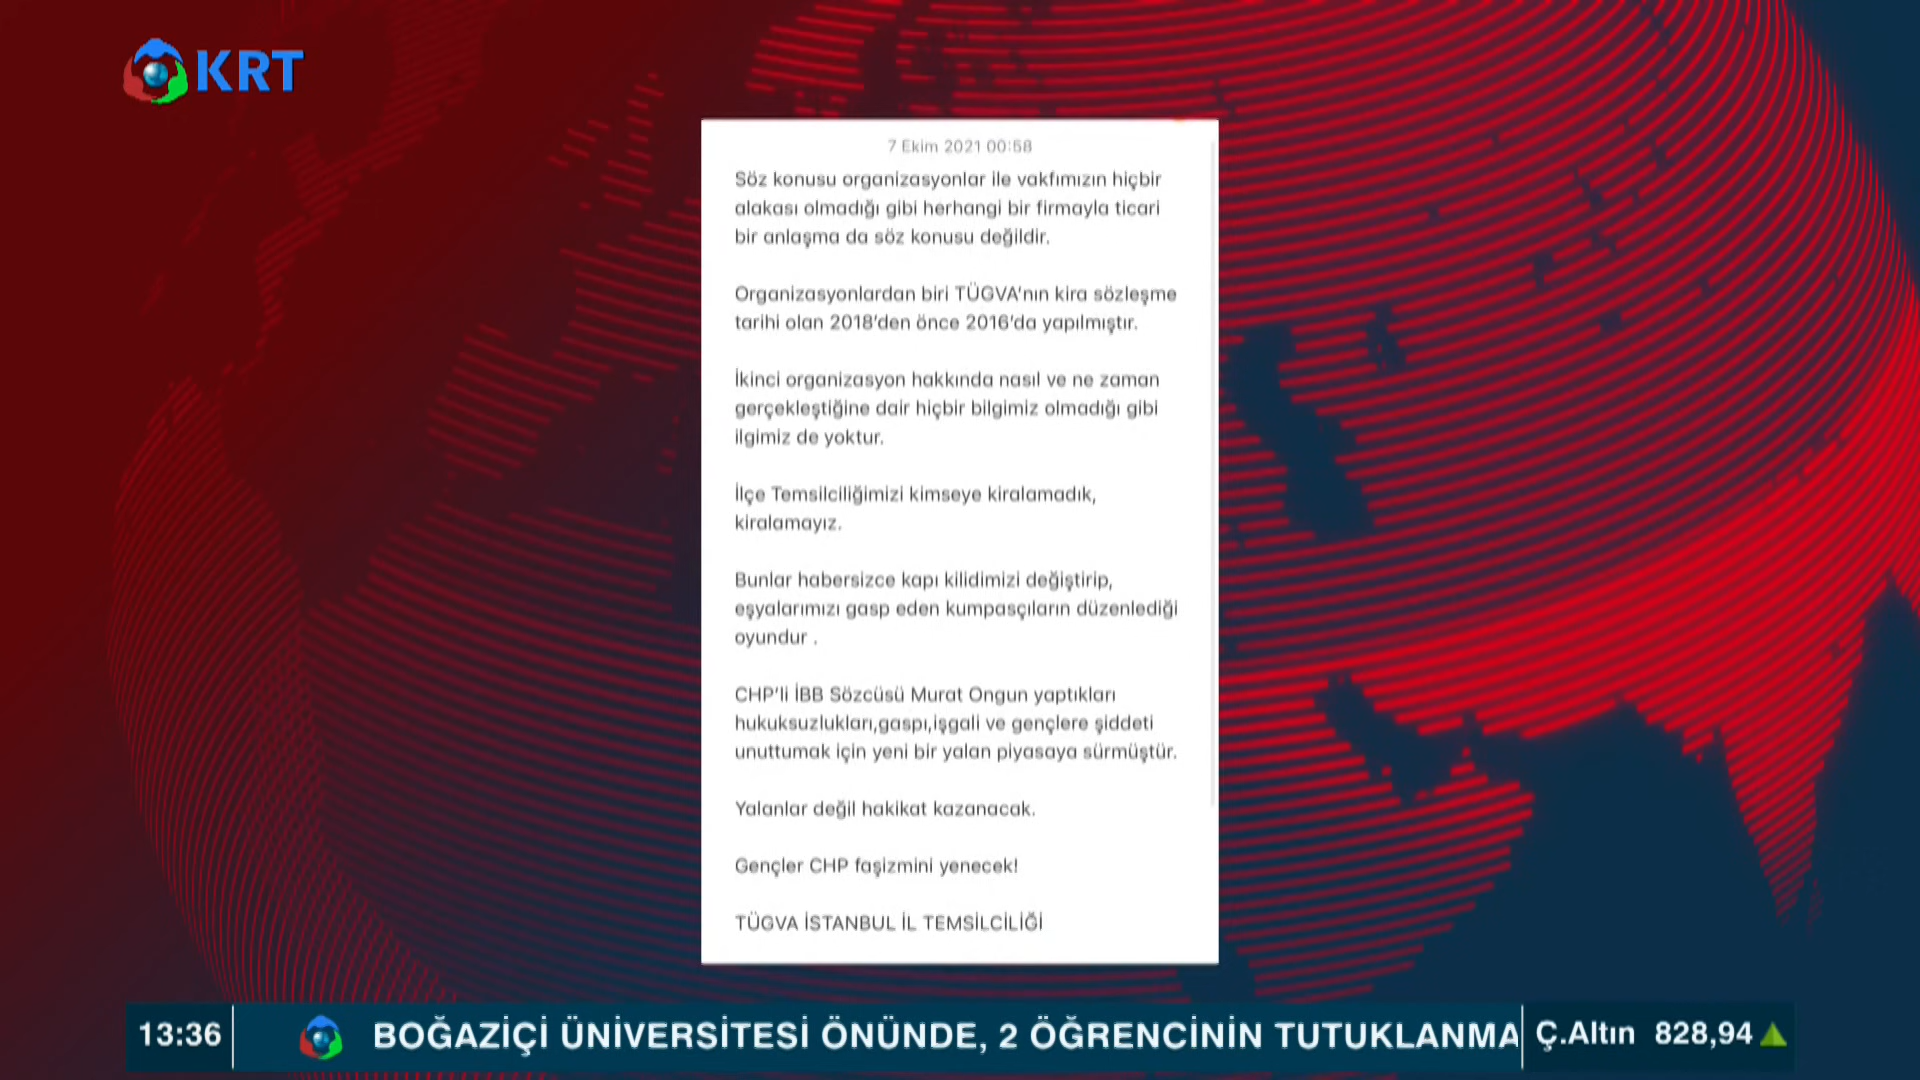 KRT
7 Ekim 2021 00:58
Söz konusu organizasyonlar ile vakfımızın hiçbir
alakası olmadığı gibi herhangi bir firmayla ticari
bir anlaşma da söz konusu değildir.
Organizasyonlardan biri TÜGVA'nın kira sözleşme
tarihi olan 2018'den önce 2016'da yapılmıştır.
İkinci organizasyon hakkında nasıl ve ne zaman
gerçekleştiğine dair hiçbir bilgimiz olmadığı gibi
ilgimiz de yoktur.
İlçe Temsilciliğimizi kimseye kiralamadık,
kiralamayız.
Bunlar habersizce kapı kilidimizi değiştirip,
eşyalarımızı gasp eden kumpasçıların düzenlediği
oyundur .
CHP'li İBB Sözcüsü Murat Ongun yaptıkları
hukuksuzlukları,gaspı,işgali ve gençlere şiddeti
unuttumak için yeni bir yalan piyasaya sürmüştür.
Yalanlar değil hakikat kazanacak.
Gençler CHP faşizmini yenecek!
TÜGVA İSTANBUL İL TEMSİLCİLİĞİ
13:36 BOĞAZİÇİ ÜNİVERSİTESİ ÖNÜNDE, 2 ÖĞRENCİNİN TUTUKLANMA Ç.Altın 828,94